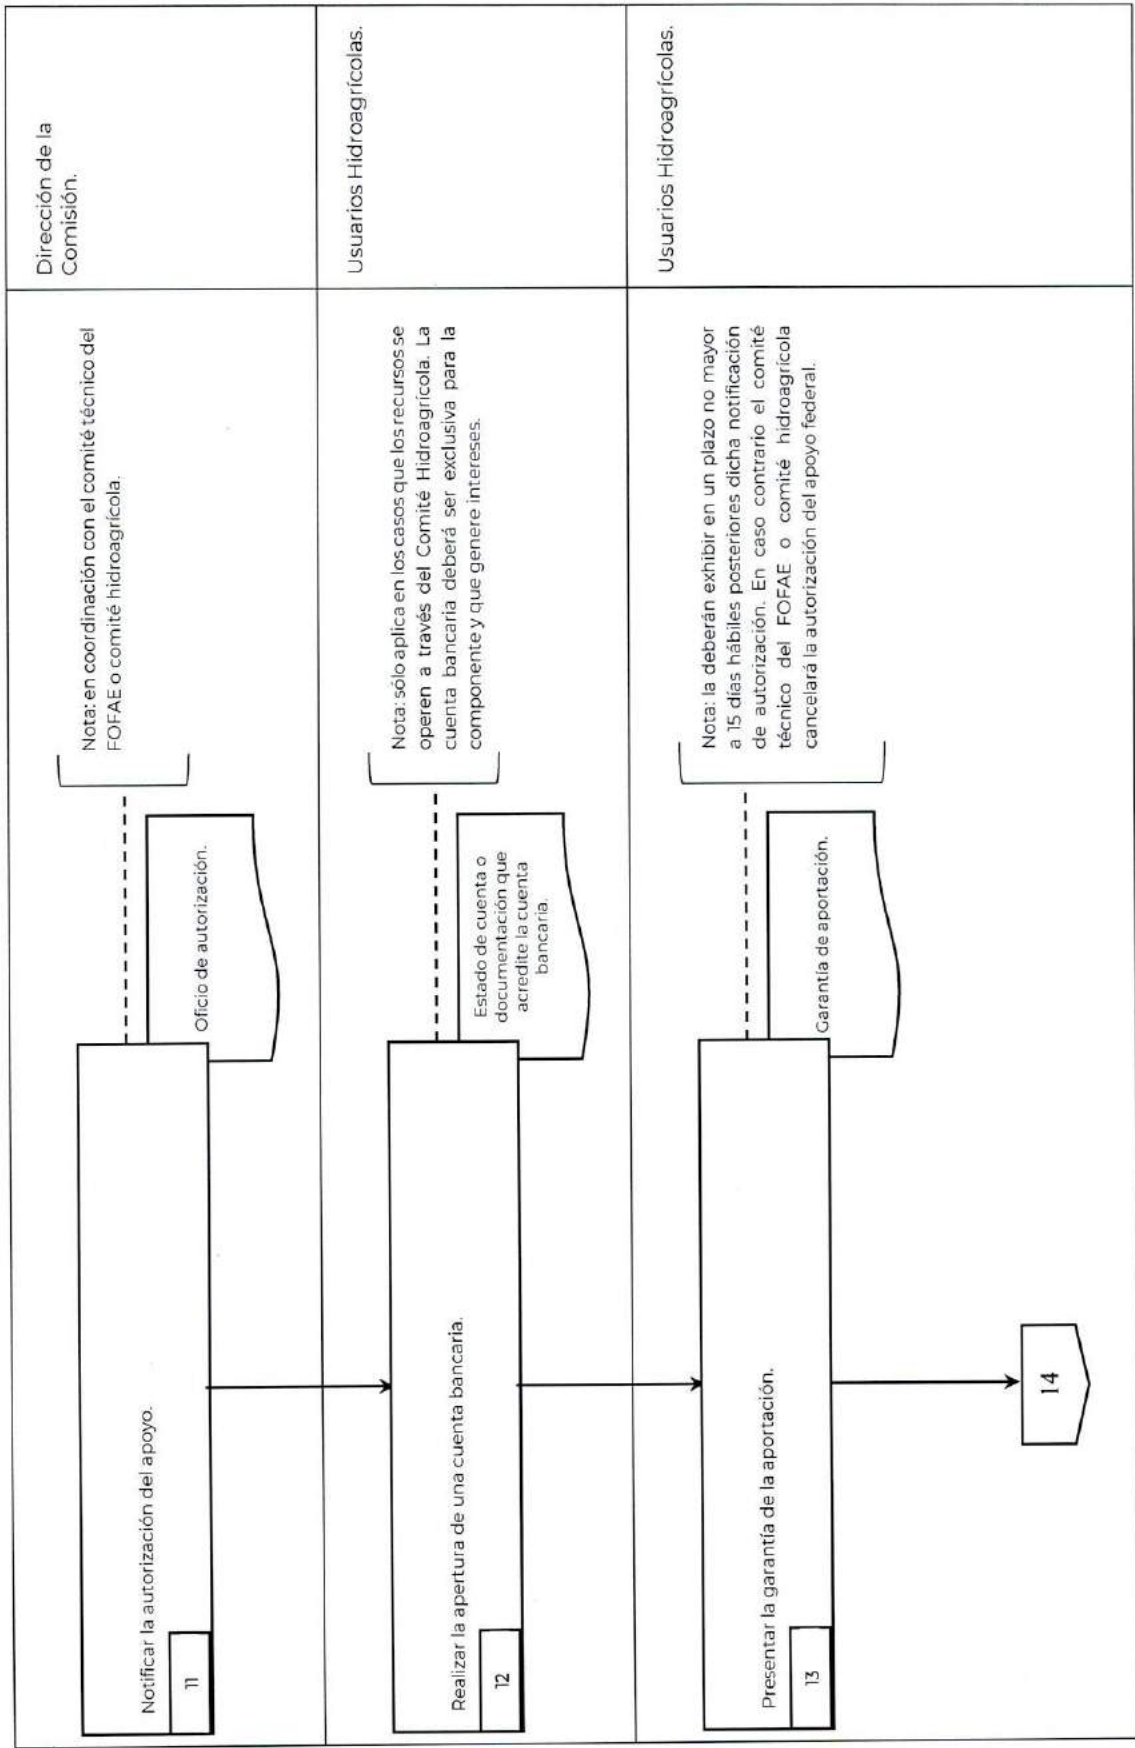 Notificar la autorización del apoyo.
11
Oficio de autorización.
Nota: en coordinación con el comité técnico del
FOFAE o comité hidroagrícola.
Dirección de la
Comisión.
Realizar la apertura de una cuenta bancaria.
12
Estado de cuenta o
documentación que
acredite la cuenta
bancaria.
Nota: sólo aplica en los casos que los recursos se
operen a través del Comité Hidroagrícola. La
cuenta bancaria deberá ser exclusiva para la
componente y que genere intereses.
Usuarios Hidroagrícolas.
Presentar la garantía de la aportación.
13
Garantía de aportación.
Nota: la deberán exhibir en un plazo no mayor
a 15 días hábiles posteriores dicha notificación
de autorización. En caso contrario el comité
técnico del FOFAE o comité hidroagrícola
cancelará la autorización del apoyo federal.
Usuarios Hidroagrícolas.
14